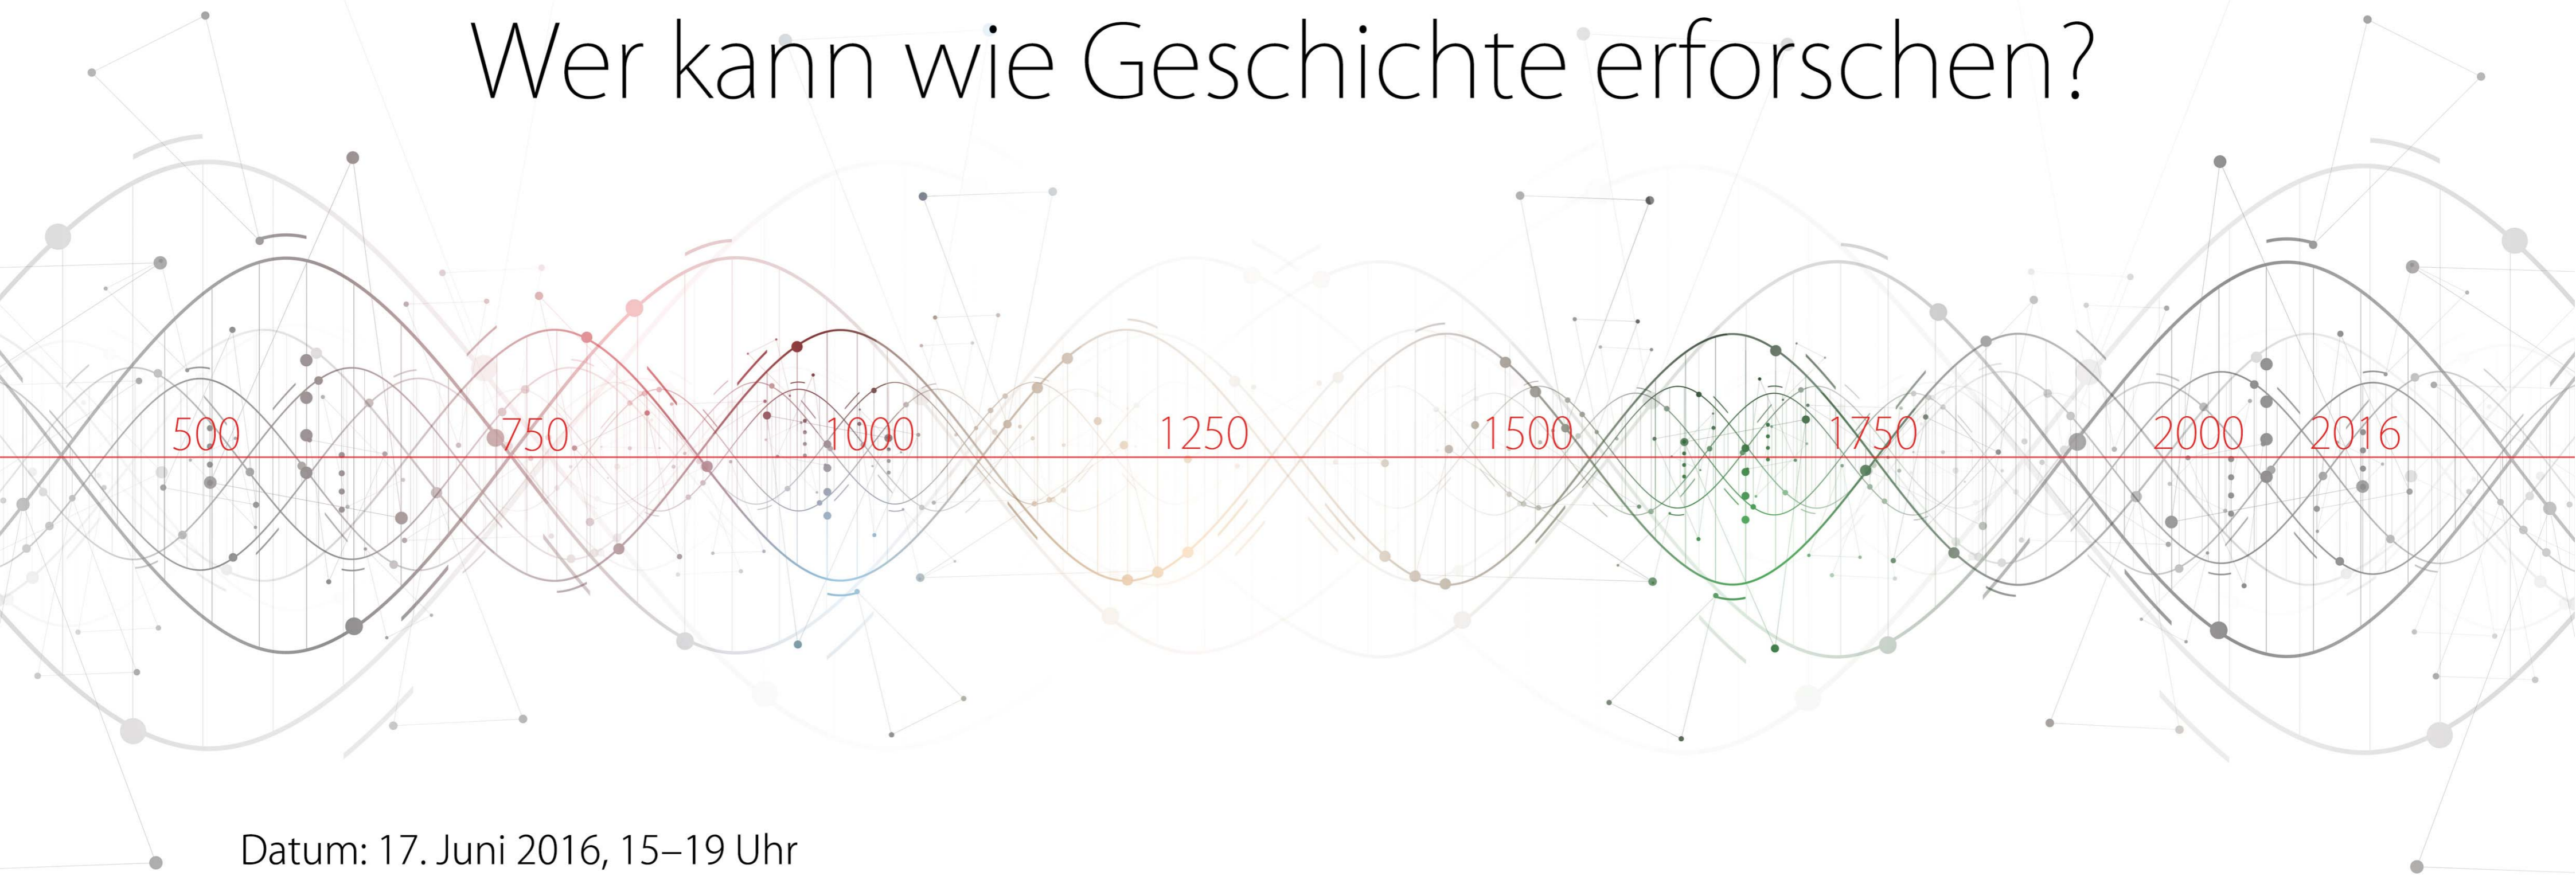 Wer kann wie Geschichte erforschen?
500 750 1000 1250 1500 1750 2000 2016
Datum: 17. Juni 2016, 15–19 Uhr